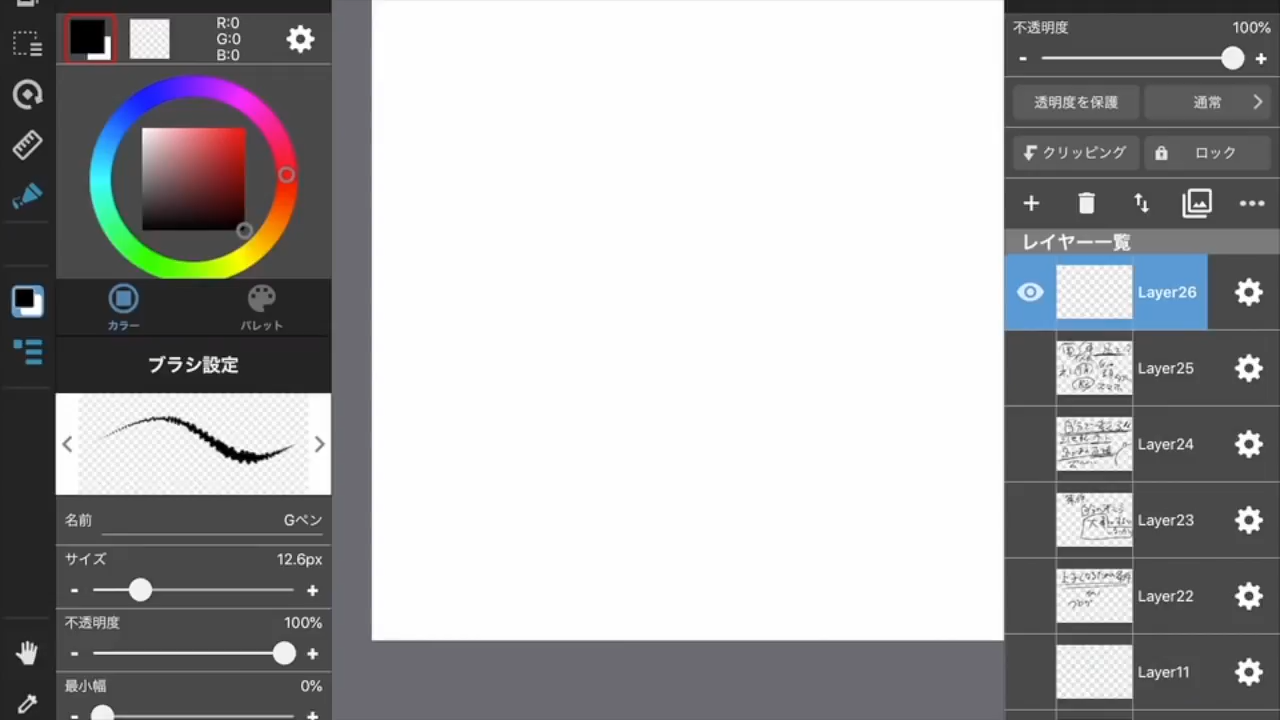 R:0
G:0
B:0
カラー
パレット
ブラシ設定
名前 Gペン
サイズ 12.6px
- +
不透明度 100%
- +
最小幅 0%
- +
不透明度 100%
- +
透明度を保護 通常
クリッピング ロック
レイヤー一覧
Layer26
Layer25
Layer24
Layer23
Layer22
Layer11